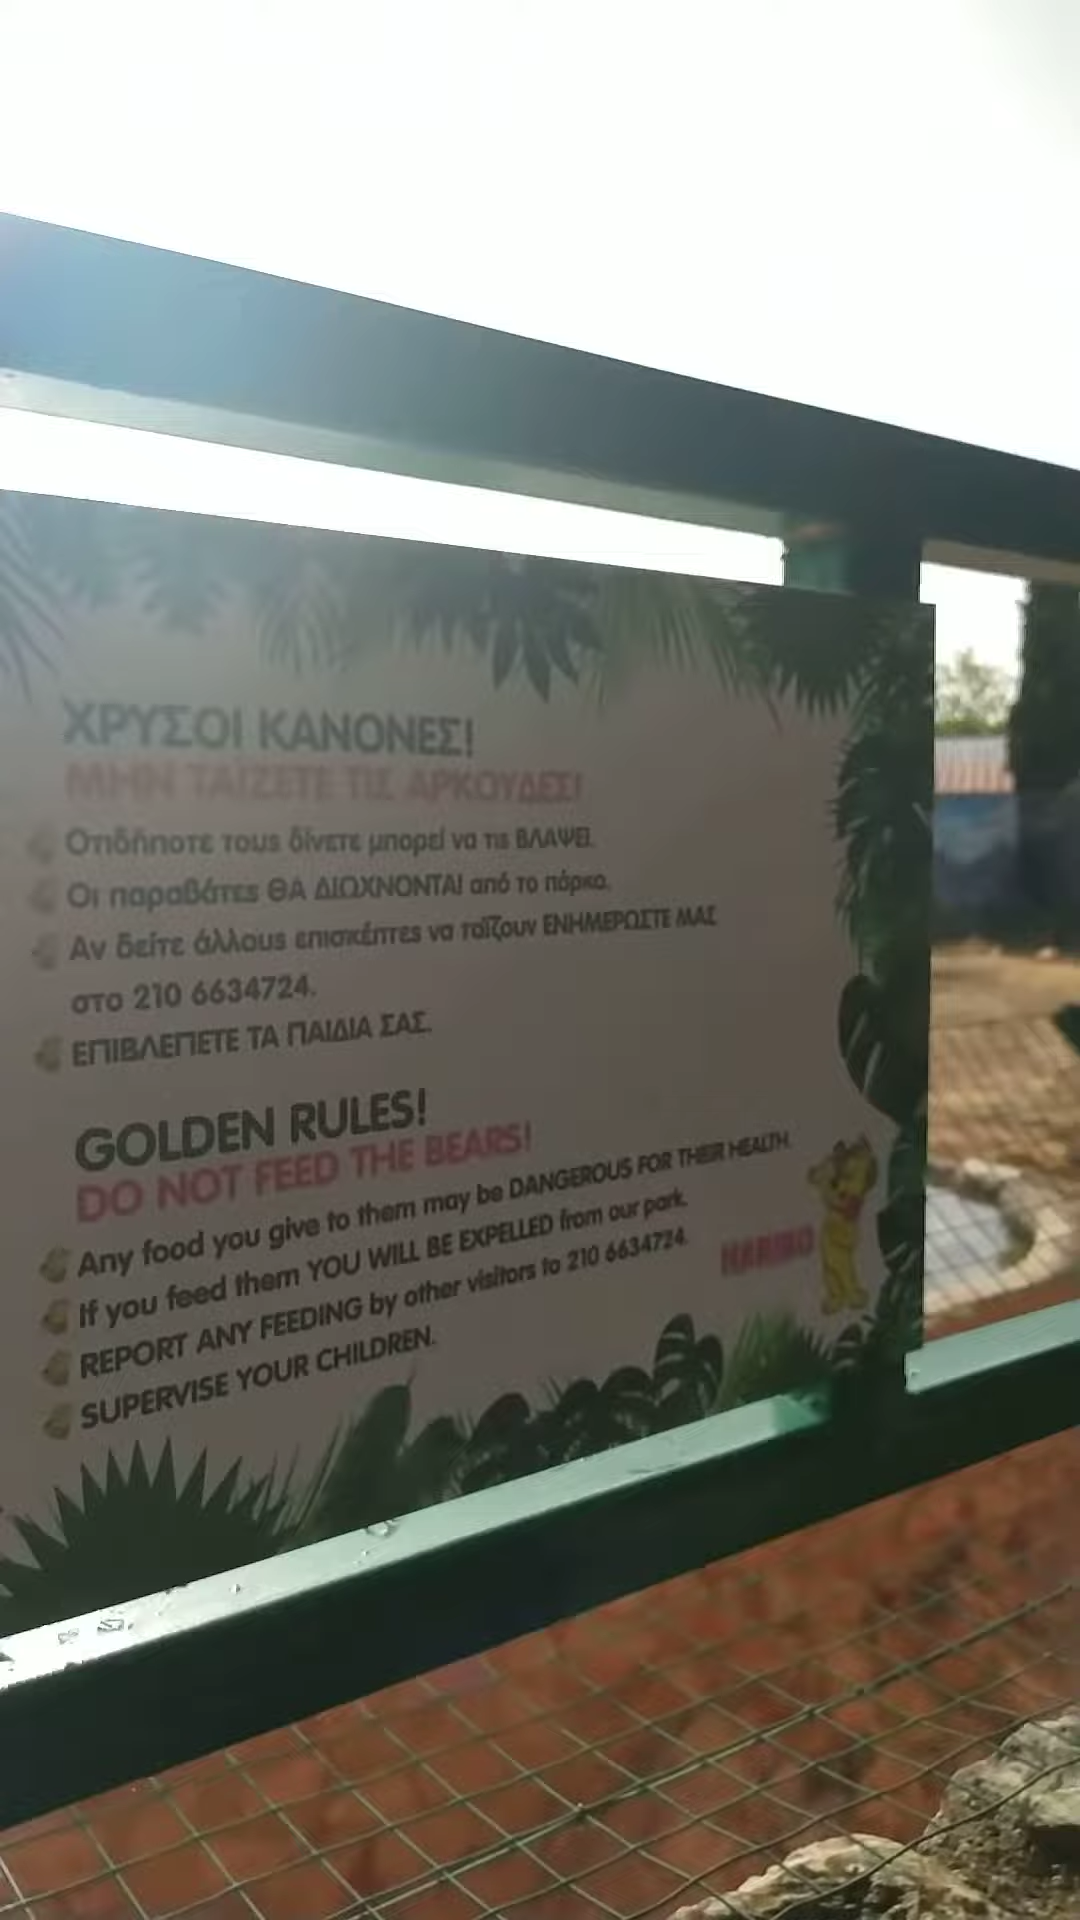 ΧΡΥΣΟΙ ΚΑΝΟΝΕΣ!
ΜΗΝ ΤΑΪΖΕΤΕ ΤΙΣ ΑΡΚΟΥΔΕΣ!
Οτιδήποτε τους δίνετε μπορεί να τις ΒΛΑΨΕΙ.
Οι παραβάτες ΘΑ ΔΙΩΧΝΟΝΤΑΙ από το πάρκο.
Αν δείτε άλλους επισκέπτες να ταΐζουν ΕΝΗΜΕΡΩΣΤΕ ΜΑΣ
στο 210 6634724.
ΕΠΙΒΛΕΠΕΤΕ ΤΑ ΠΑΙΔΙΑ ΣΑΣ.
GOLDEN RULES!
DO NOT FEED THE BEARS!
Any food you give to them may be DANGEROUS FOR THEIR HEALTH.
If you feed them YOU WILL BE EXPELLED from our park.
REPORT ANY FEEDING by other visitors to 210 6634724.
SUPERVISE YOUR CHILDREN.
HARIBO